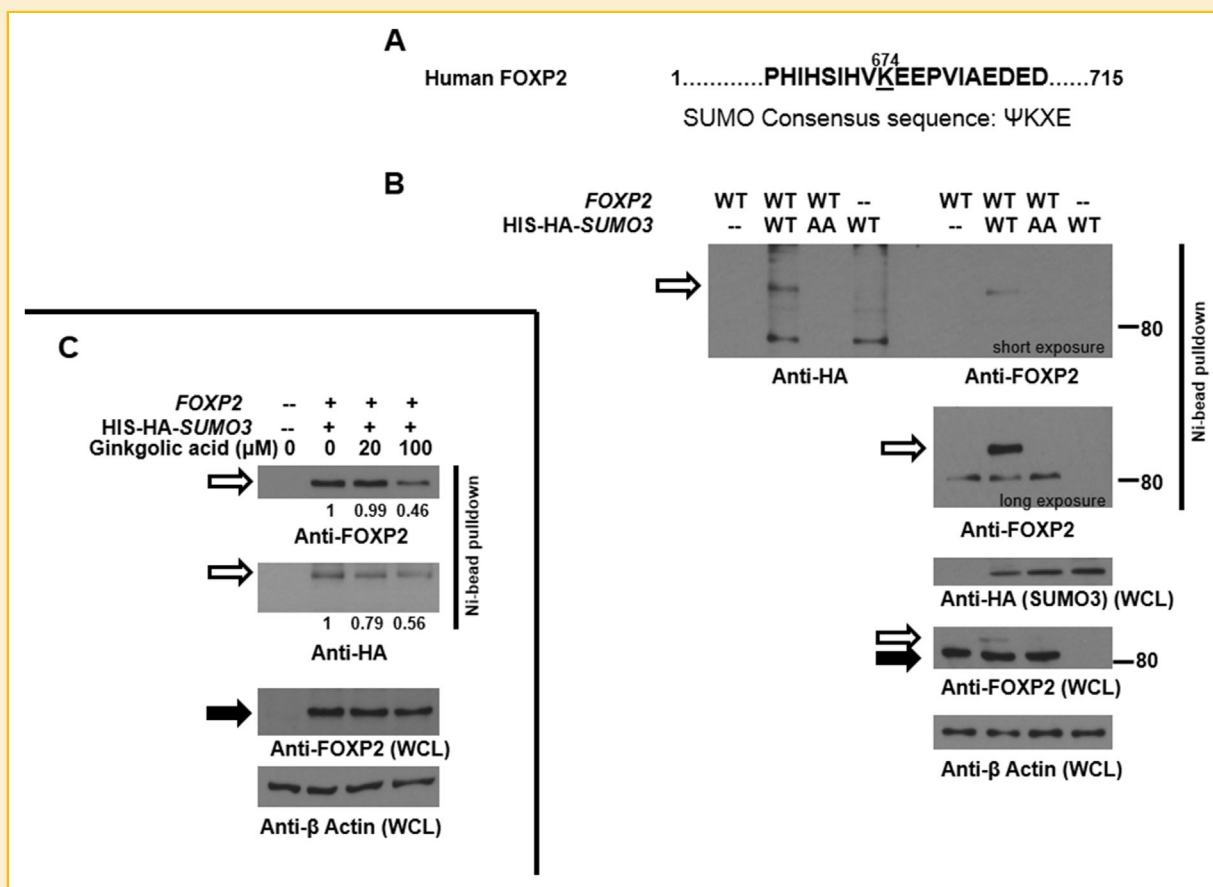 A
674
Human FOXP2 1............PHIHSIHVKEEPVIAEDED......715
SUMO Consensus sequence: ΨKXE
B
FOXP2 WT WT WT -- WT WT WT --
HIS-HA-SUMO3 -- WT AA WT -- WT AA WT
80
short exposure
Anti-HA Anti-FOXP2
Ni-bead pulldown
80
long exposure
Anti-FOXP2
Anti-HA (SUMO3) (WCL)
80
Anti-FOXP2 (WCL)
Anti-β Actin (WCL)
C
FOXP2 -- + + +
HIS-HA-SUMO3 -- + + +
Ginkgolic acid (µM) 0 0 20 100
1 0.99 0.46
Anti-FOXP2
Ni-bead pulldown
1 0.79 0.56
Anti-HA
Anti-FOXP2 (WCL)
Anti-β Actin (WCL)